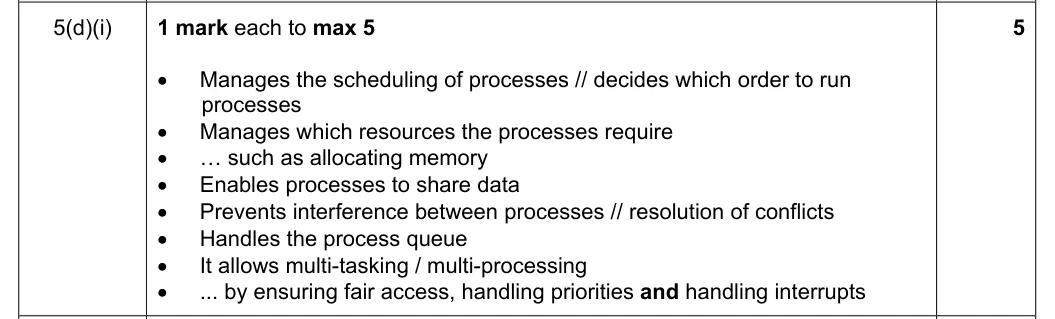 5(d)(i) 1 mark each to max 5 5
• Manages the scheduling of processes // decides which order to run
processes
• Manages which resources the processes require
• … such as allocating memory
• Enables processes to share data
• Prevents interference between processes // resolution of conflicts
• Handles the process queue
• It allows multi-tasking / multi-processing
• ... by ensuring fair access, handling priorities and handling interrupts